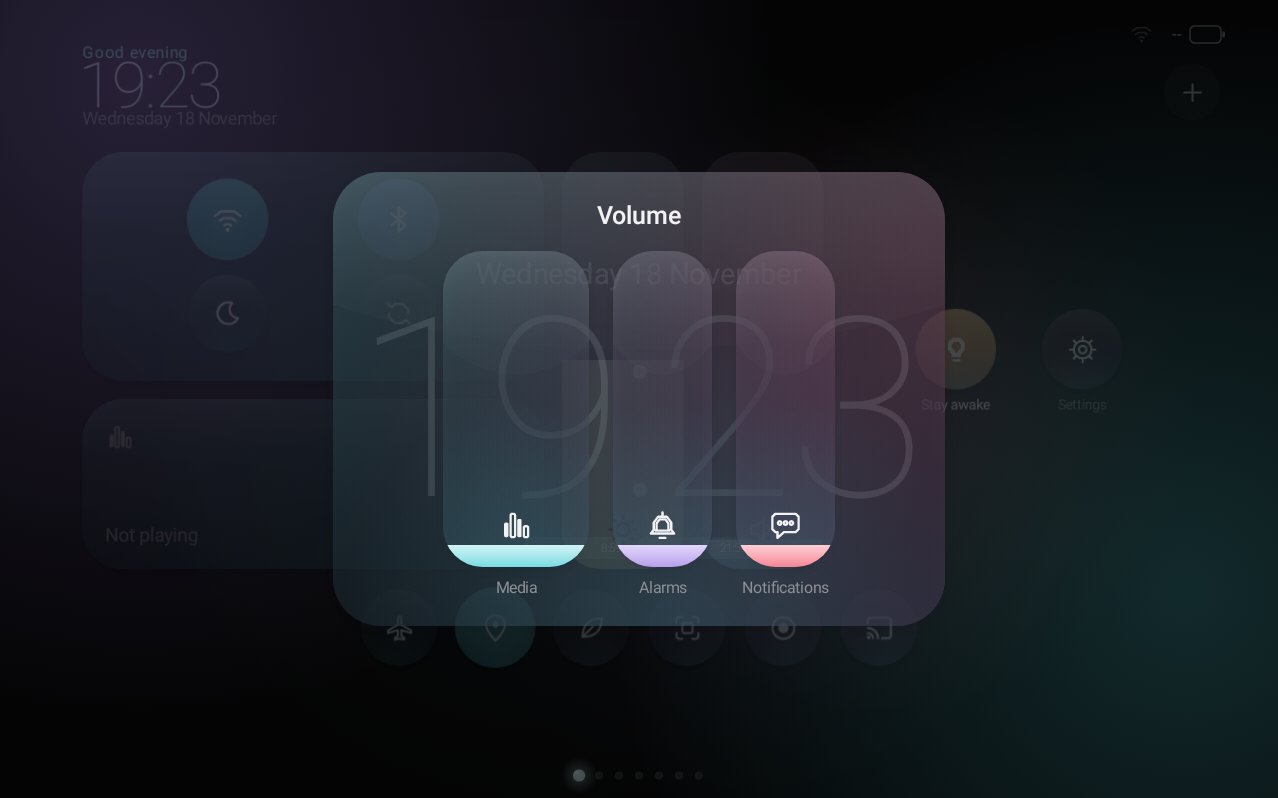 Good evening
19:23
Wednesday 18 November
--
Volume
Wednesday 18 November
19:23
Stay awake
Settings
Not playing
Media
Alarms
Notifications